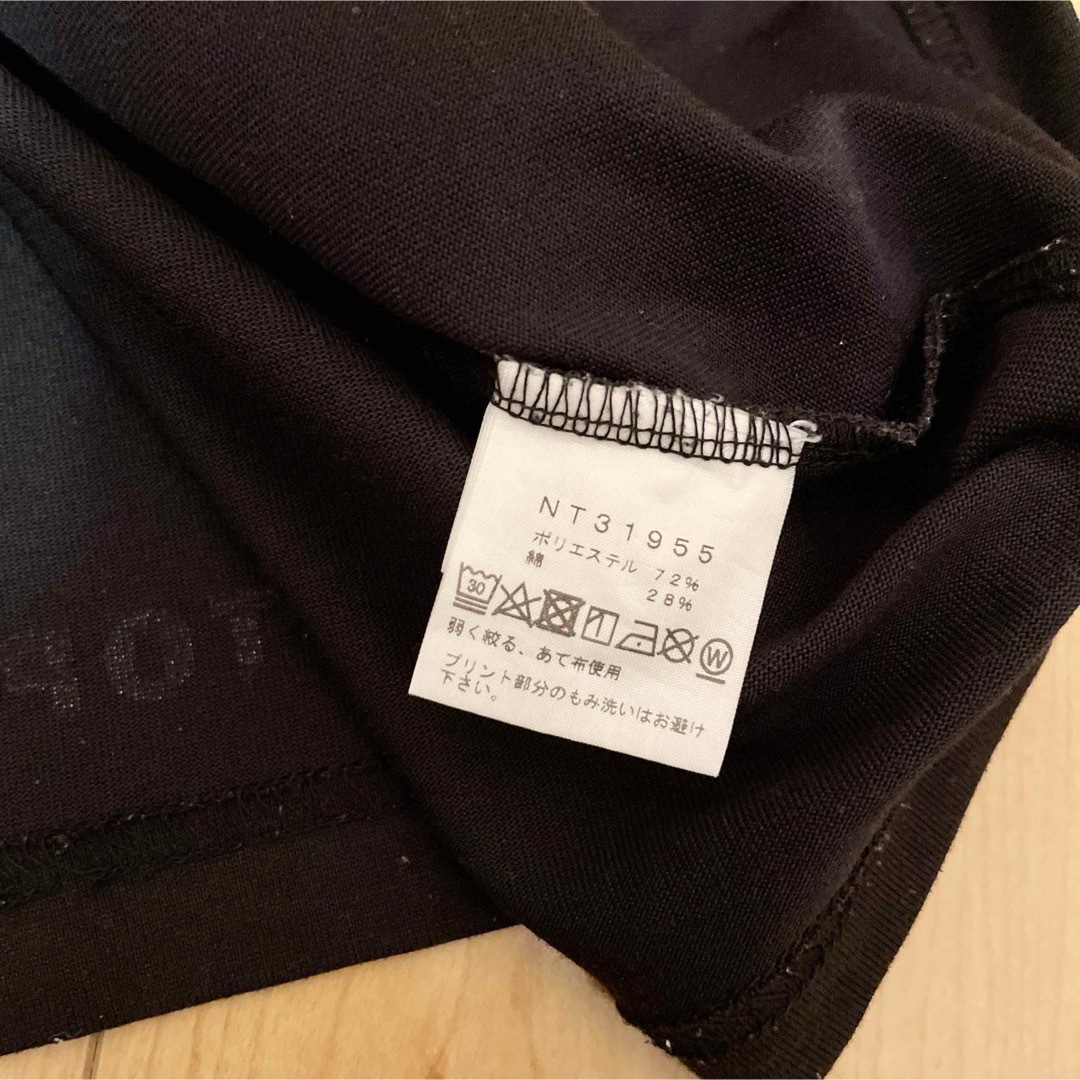 NT31955
ポリエステル 72%
綿 28%
30 W
弱く絞る、あて布使用
プリント部分のもみ洗いはお避け
下さい。